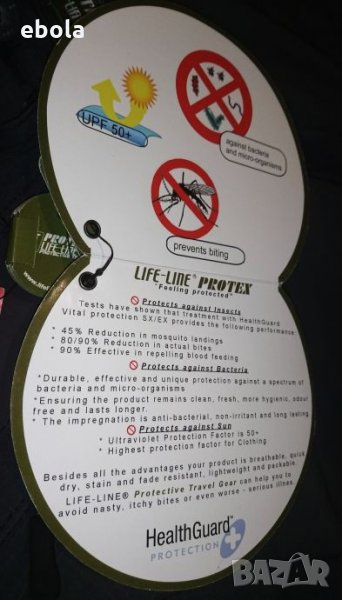 ebola
UPF 50+
against bacteria
and micro-organisms
prevents biting
LIFE-LINE® PROTEX™
"Feeling protected"
Protects against Insects
Tests have shown that treatment with HealthGuard
Vital protection SX/EX provides the following performance:
* 45% Reduction in mosquito landings
* 80/90% Reduction in actual bites
* 90% Effective in repelling blood feeding
Protects against Bacteria
*Durable, effective and unique protection against a spectrum of
bacteria and micro-organisms
*Ensuring the product remains clean, fresh, more hygienic, odour
free and lasts longer.
* The impregnation is anti-bacterial, non-irritant and long lasting
Protects against Sun
* Ultraviolet Protection Factor is 50+
* Highest protection factor for Clothing
Besides all the advantages your product is breathable, quick
dry, stain and fade resistant, lightweight and packable.
LIFE-LINE® Protective Travel Gear can help you to
avoid nasty, itchy bites or even worse - serious illnes.
HealthGuard™
PROTECTION
BAZAR